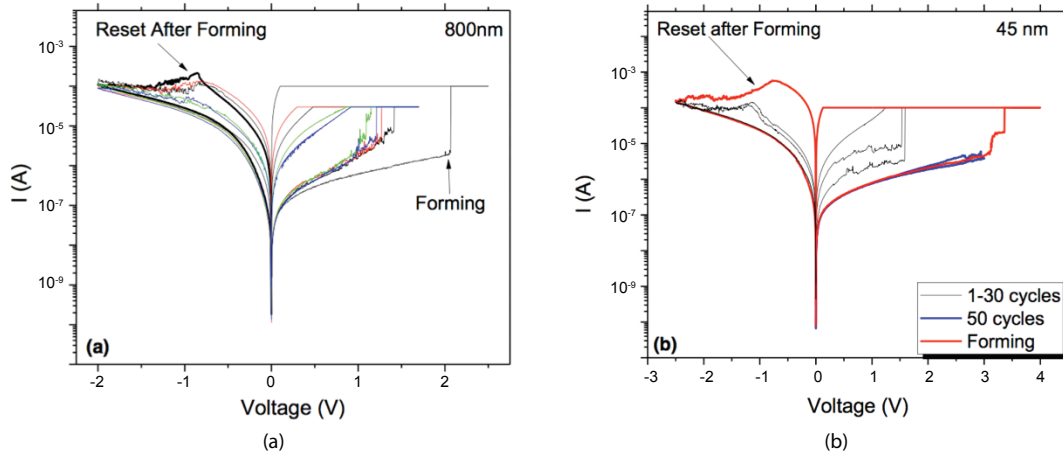 Reset After Forming
800nm
10-3
10-5
I (A)
10-7
10-9
Forming
(a)
-2
-1
0
1
2
Voltage (V)
(a)
Reset after Forming
45 nm
10-3
10-5
I (A)
10-7
10-9
1-30 cycles
50 cycles
Forming
(b)
-3
-2
-1
0
1
2
3
4
Voltage (V)
(b)